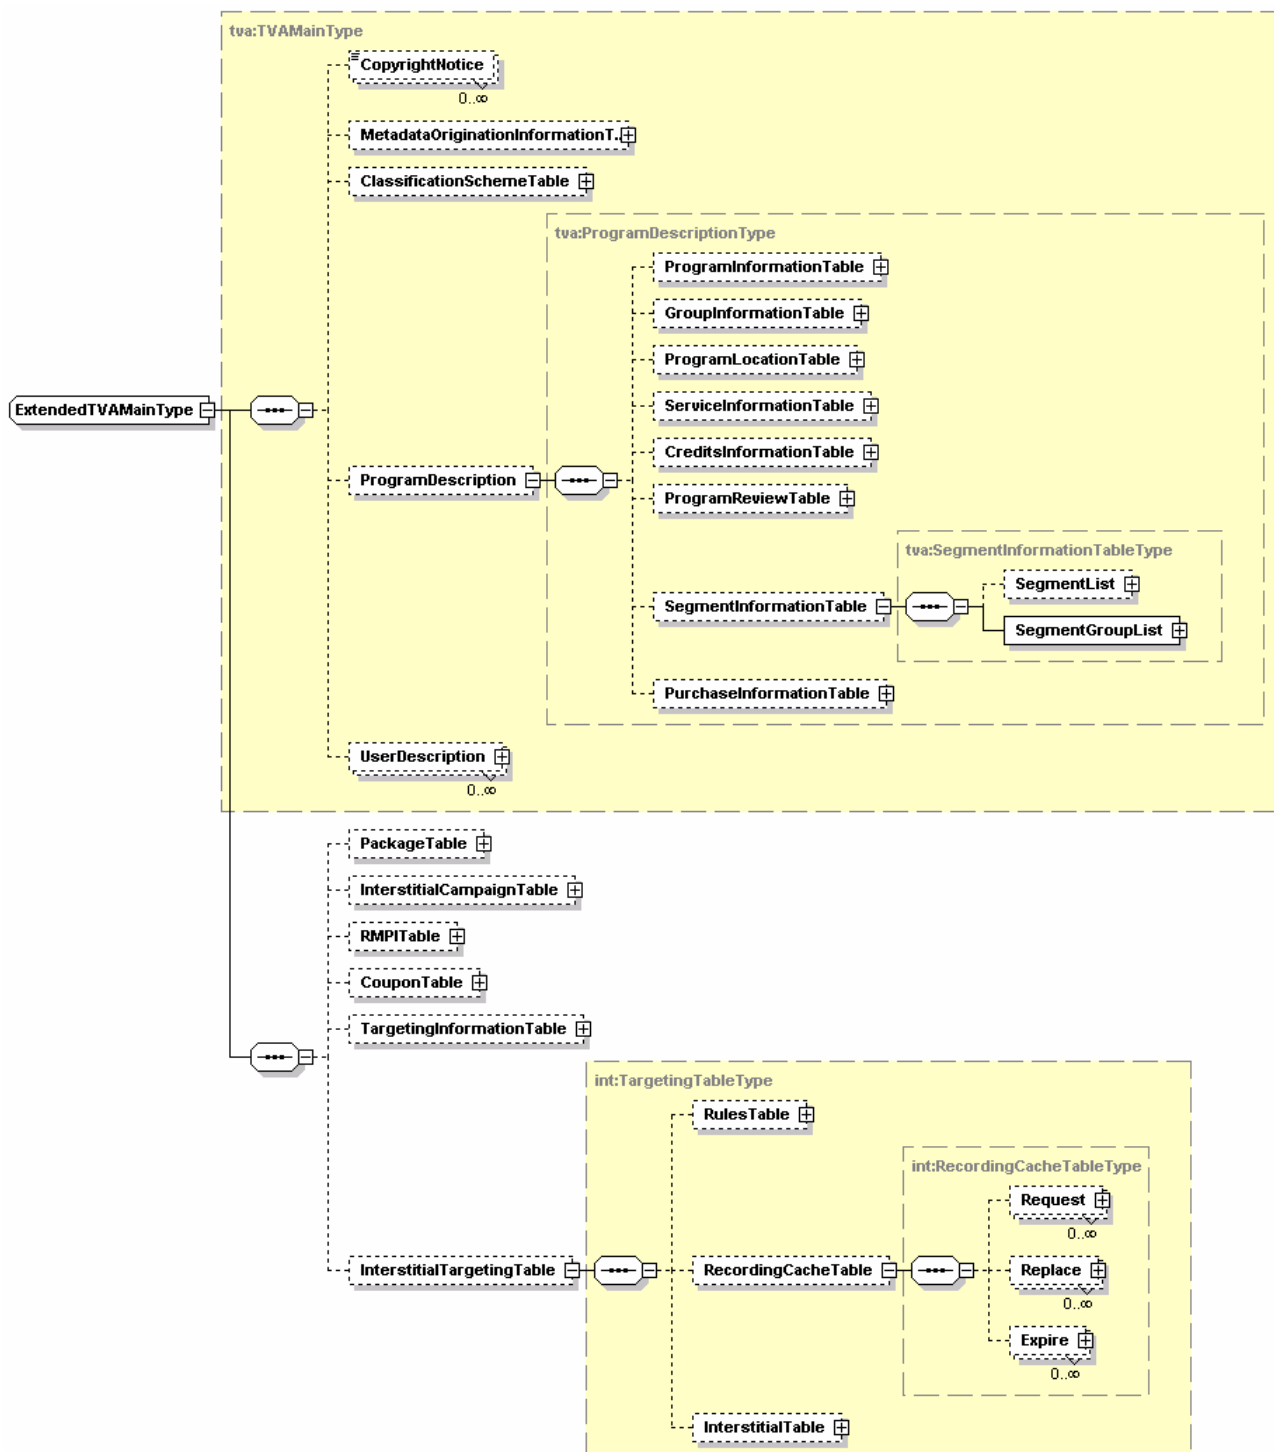 tva:TVAMainType
CopyrightNotice
0..∞
MetadataOriginationInformationT..
ClassificationSchemeTable
tva:ProgramDescriptionType
ProgramInformationTable
GroupInformationTable
ProgramLocationTable
ExtendedTVAMainType
ServiceInformationTable
CreditsInformationTable
ProgramDescription
ProgramReviewTable
tva:SegmentInformationTableType
SegmentList
SegmentInformationTable
SegmentGroupList
PurchaseInformationTable
UserDescription
0..∞
PackageTable
InterstitialCampaignTable
RMPITable
CouponTable
TargetingInformationTable
int:TargetingTableType
RulesTable
int:RecordingCacheTableType
Request
0..∞
InterstitialTargetingTable
RecordingCacheTable
Replace
0..∞
Expire
0..∞
InterstitialTable